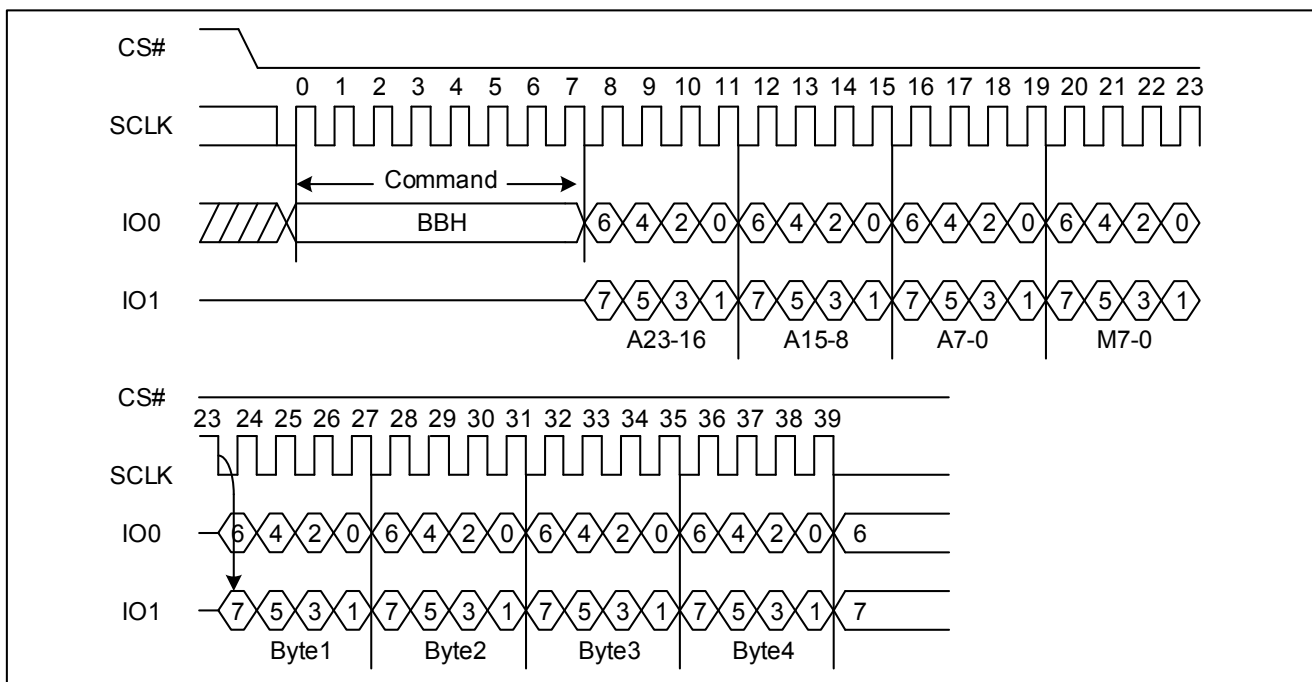 CS#
0 1 2 3 4 5 6 7 8 9 10 11 12 13 14 15 16 17 18 19 20 21 22 23
SCLK
Command
IO0 BBH 6 4 2 0 6 4 2 0 6 4 2 0 6 4 2 0
IO1 7 5 3 1 7 5 3 1 7 5 3 1 7 5 3 1
A23-16 A15-8 A7-0 M7-0
CS#
23 24 25 26 27 28 29 30 31 32 33 34 35 36 37 38 39
SCLK
IO0 6 4 2 0 6 4 2 0 6 4 2 0 6 4 2 0 6
IO1 7 5 3 1 7 5 3 1 7 5 3 1 7 5 3 1 7
Byte1 Byte2 Byte3 Byte4